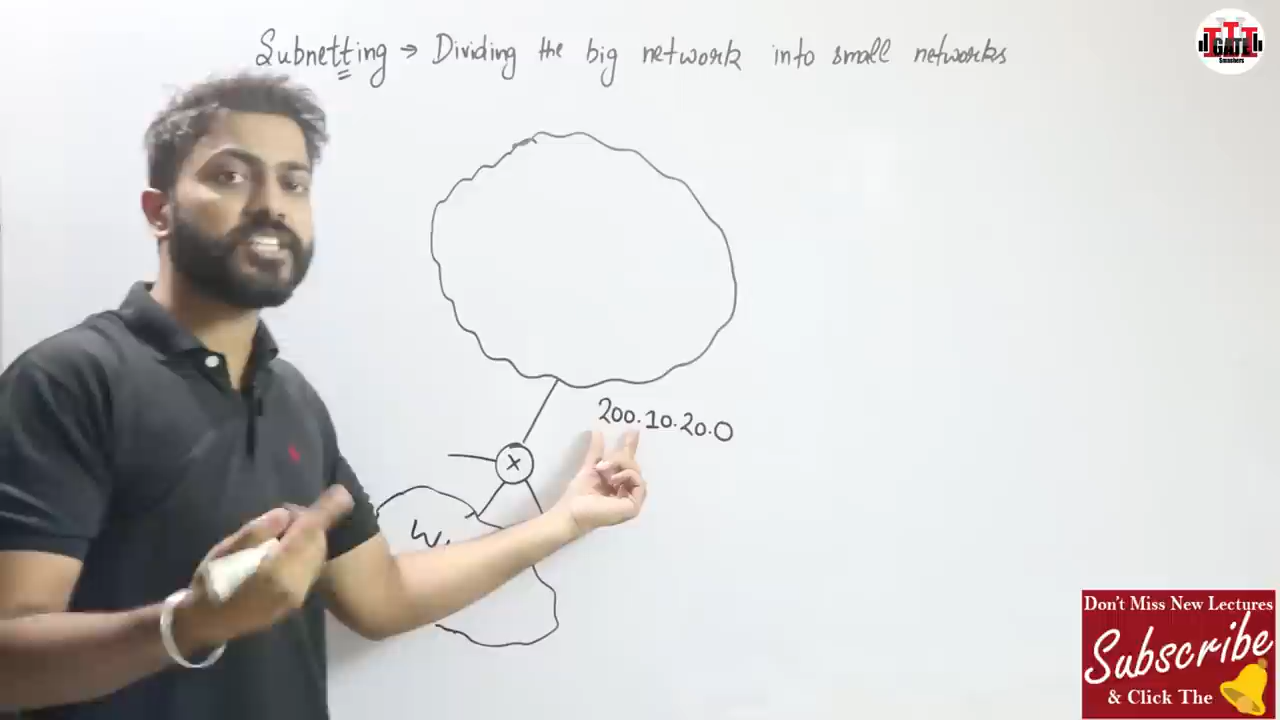 Subnetting → Dividing the big network into small networks
GATE
Smashers
200.10.20.0
Don't Miss New Lectures
Subscribe
& Click The